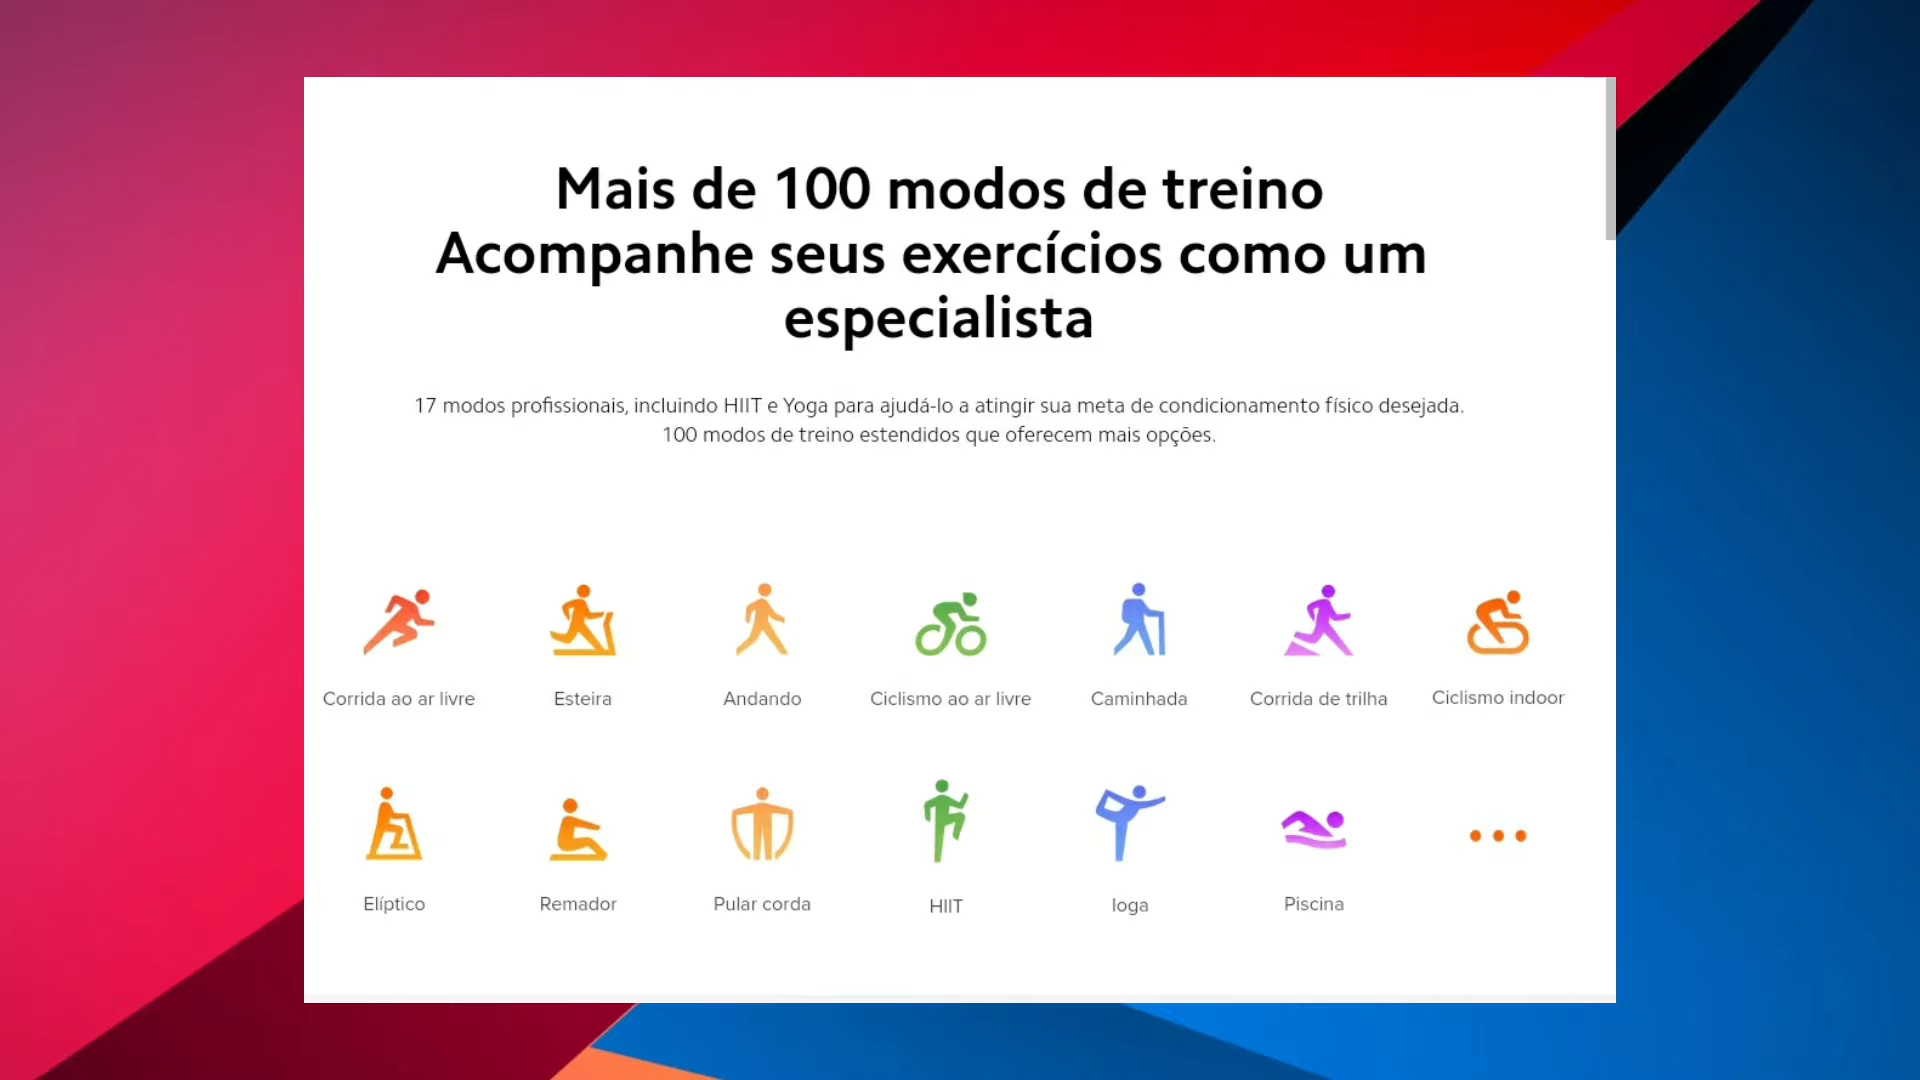 Mais de 100 modos de treino
Acompanhe seus exercícios como um
especialista
17 modos profissionais, incluindo HIIT e Yoga para ajudá-lo a atingir sua meta de condicionamento físico desejada.
100 modos de treino estendidos que oferecem mais opções.
Corrida ao ar livre
Esteira
Andando
Ciclismo ao ar livre
Caminhada
Corrida de trilha
Ciclismo indoor
Elíptico
Remador
Pular corda
HIIT
Ioga
Piscina